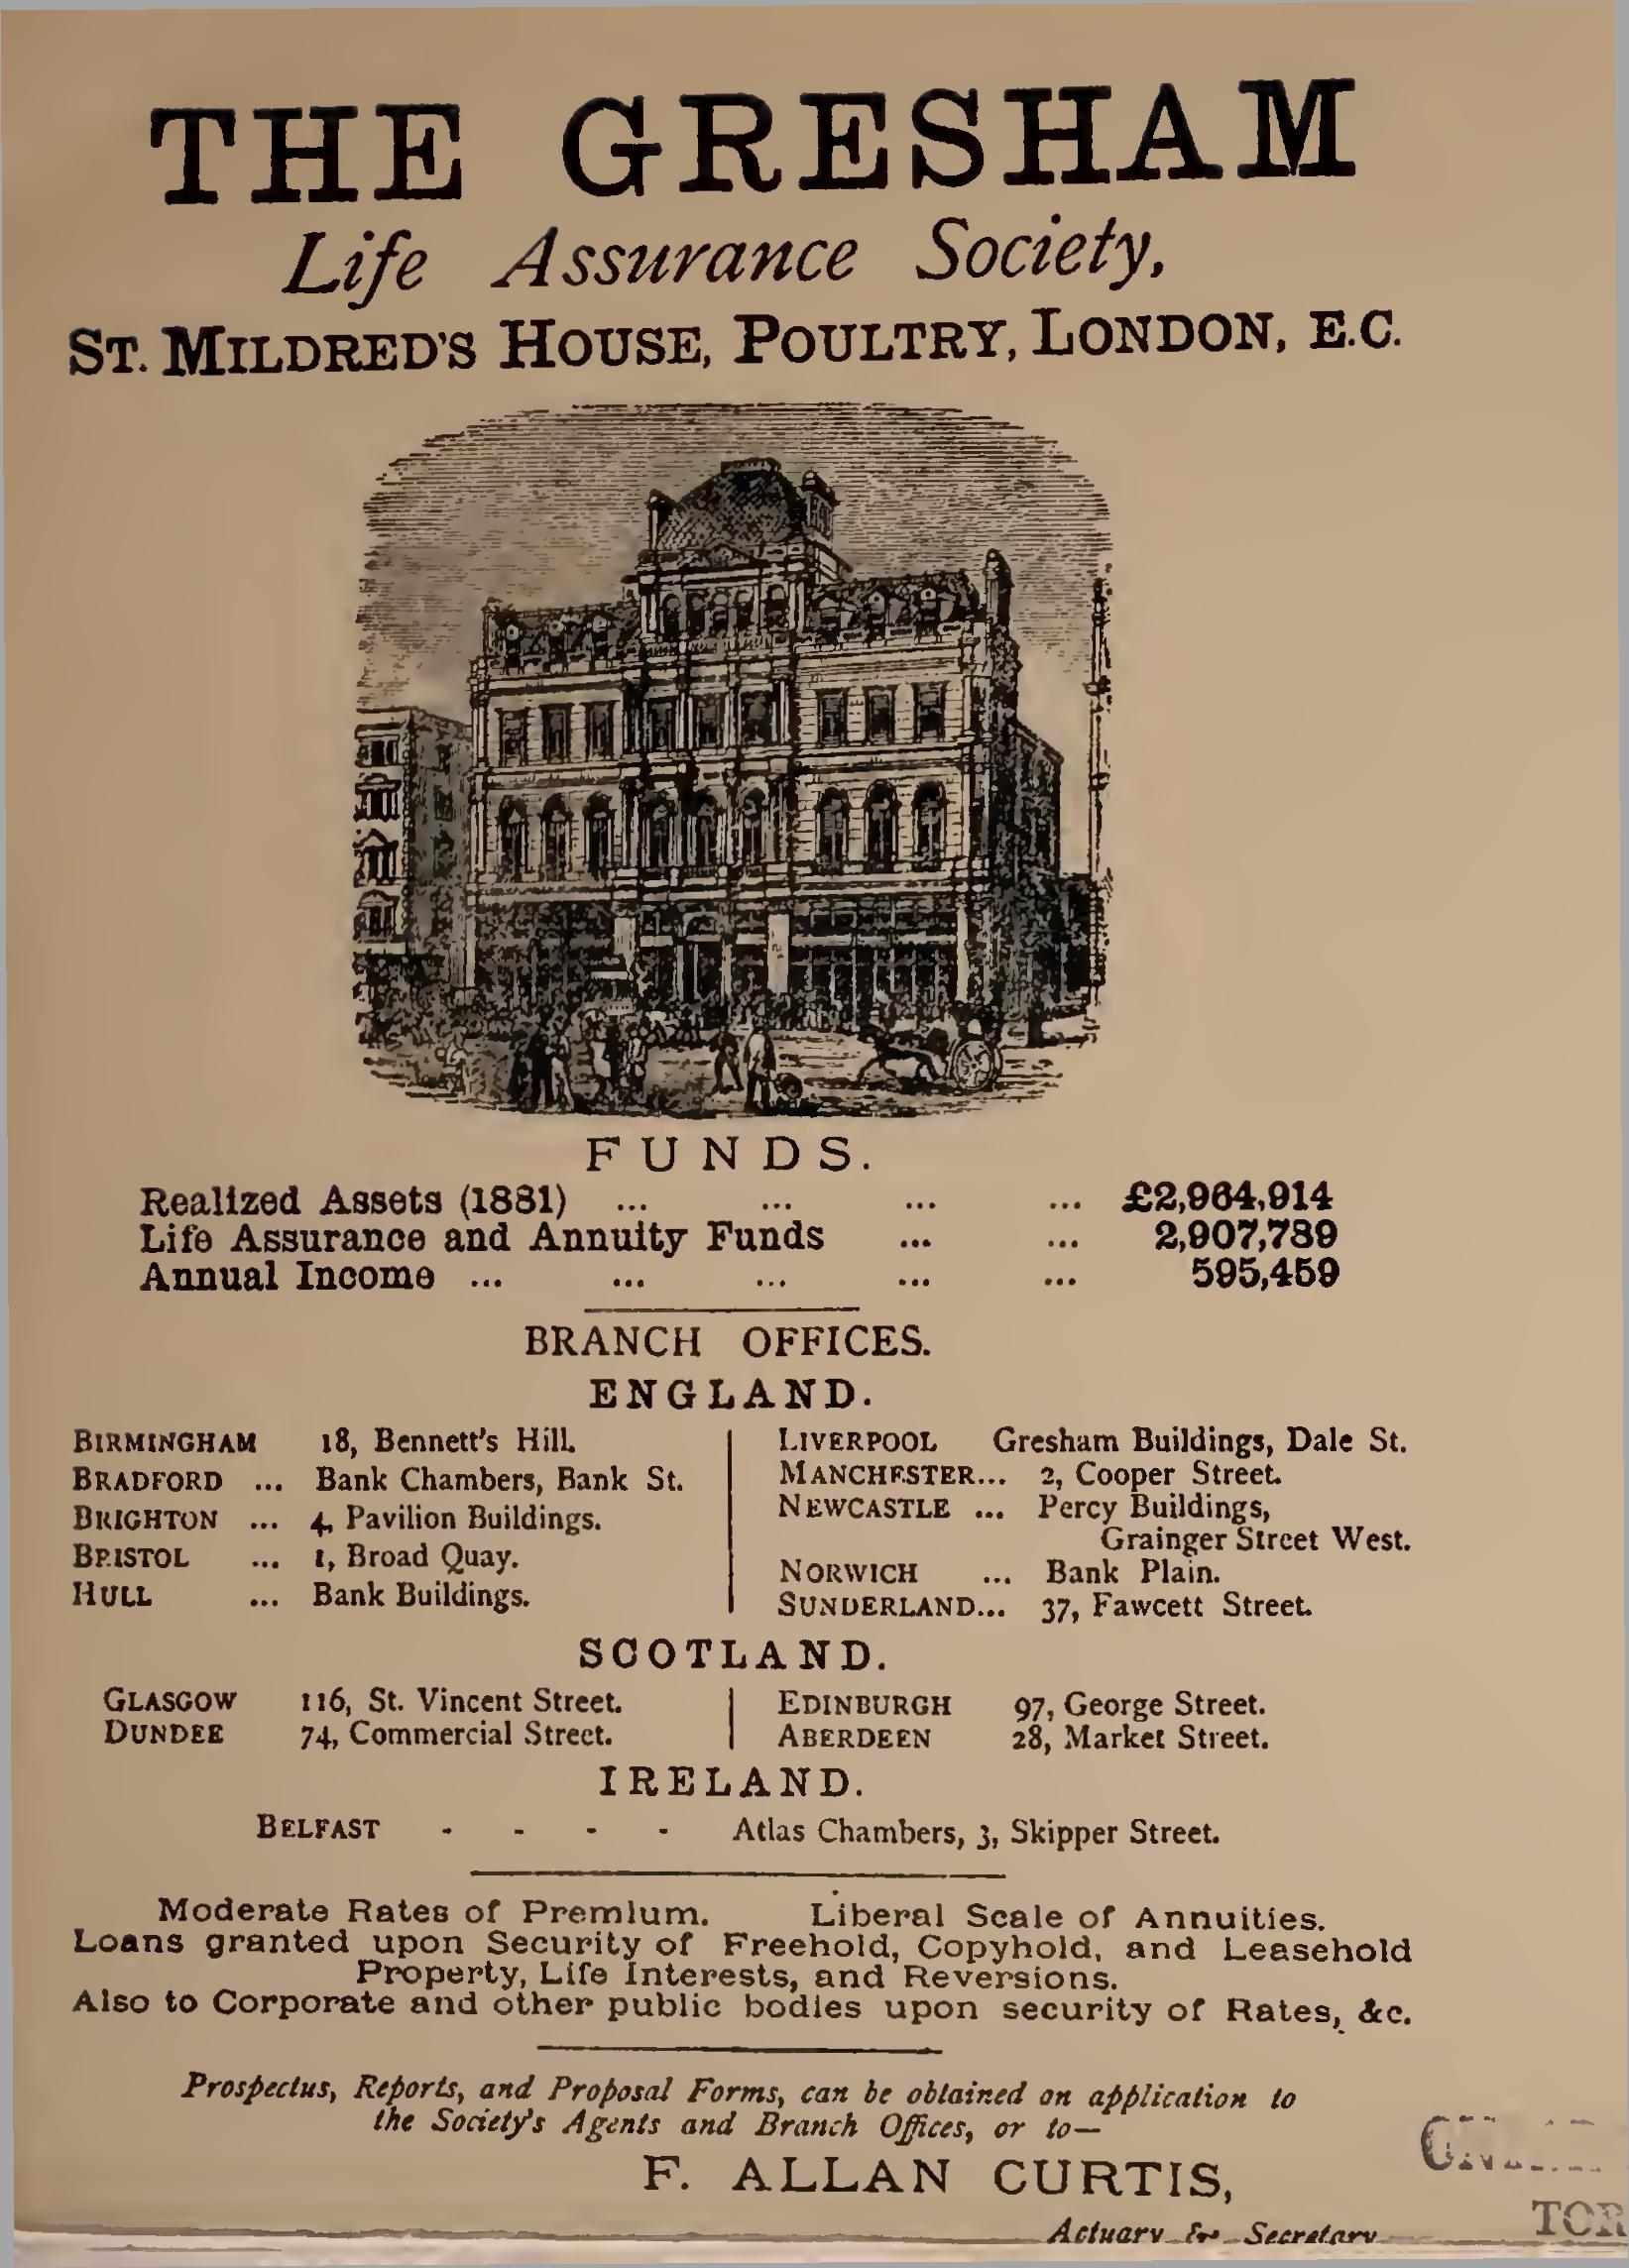 THE GRESHAM
Life Assurance Society,
ST. MILDRED'S HOUSE, POULTRY, LONDON, E.C.
FUNDS.
Realized Assets (1881) ... ... ... ... £2,964,914
Life Assurance and Annuity Funds ... ... 2,907,789
Annual Income ... ... ... ... ... 595,459
BRANCH OFFICES.
ENGLAND.
BIRMINGHAM 18, Bennett's Hill.
BRADFORD ... Bank Chambers, Bank St.
BRIGHTON ... 4, Pavilion Buildings.
BRISTOL ... 1, Broad Quay.
HULL ... Bank Buildings.
LIVERPOOL Gresham Buildings, Dale St.
MANCHESTER... 2, Cooper Street.
NEWCASTLE ... Percy Buildings,
Grainger Street West.
NORWICH ... Bank Plain.
SUNDERLAND... 37, Fawcett Street.
SCOTLAND.
GLASGOW 116, St. Vincent Street.
DUNDEE 74, Commercial Street.
EDINBURGH 97, George Street.
ABERDEEN 28, Market Street.
IRELAND.
BELFAST - - - - Atlas Chambers, 3, Skipper Street.
Moderate Rates of Premium. Liberal Scale of Annuities.
Loans granted upon Security of Freehold, Copyhold, and Leasehold
Property, Life Interests, and Reversions.
Also to Corporate and other public bodies upon security of Rates, &c.
Prospectus, Reports, and Proposal Forms, can be obtained on application to
the Society's Agents and Branch Offices, or to—
F. ALLAN CURTIS,
Actuary & Secretary
TOR